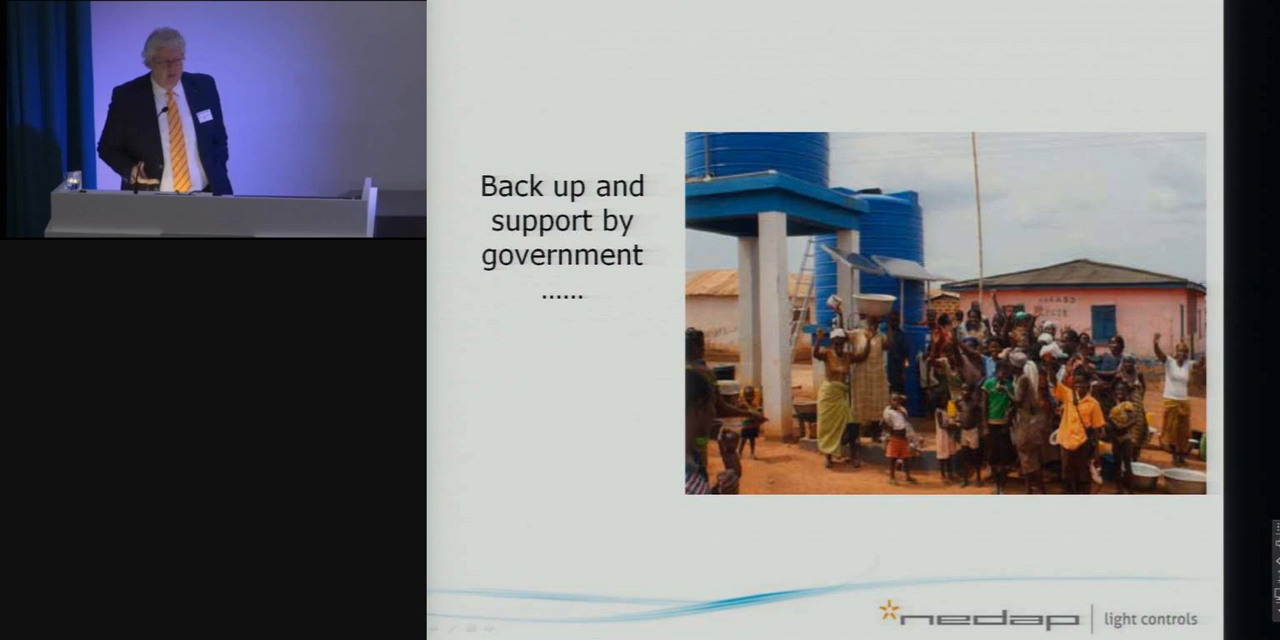 Back up and
support by
government
......
nedap
light controls